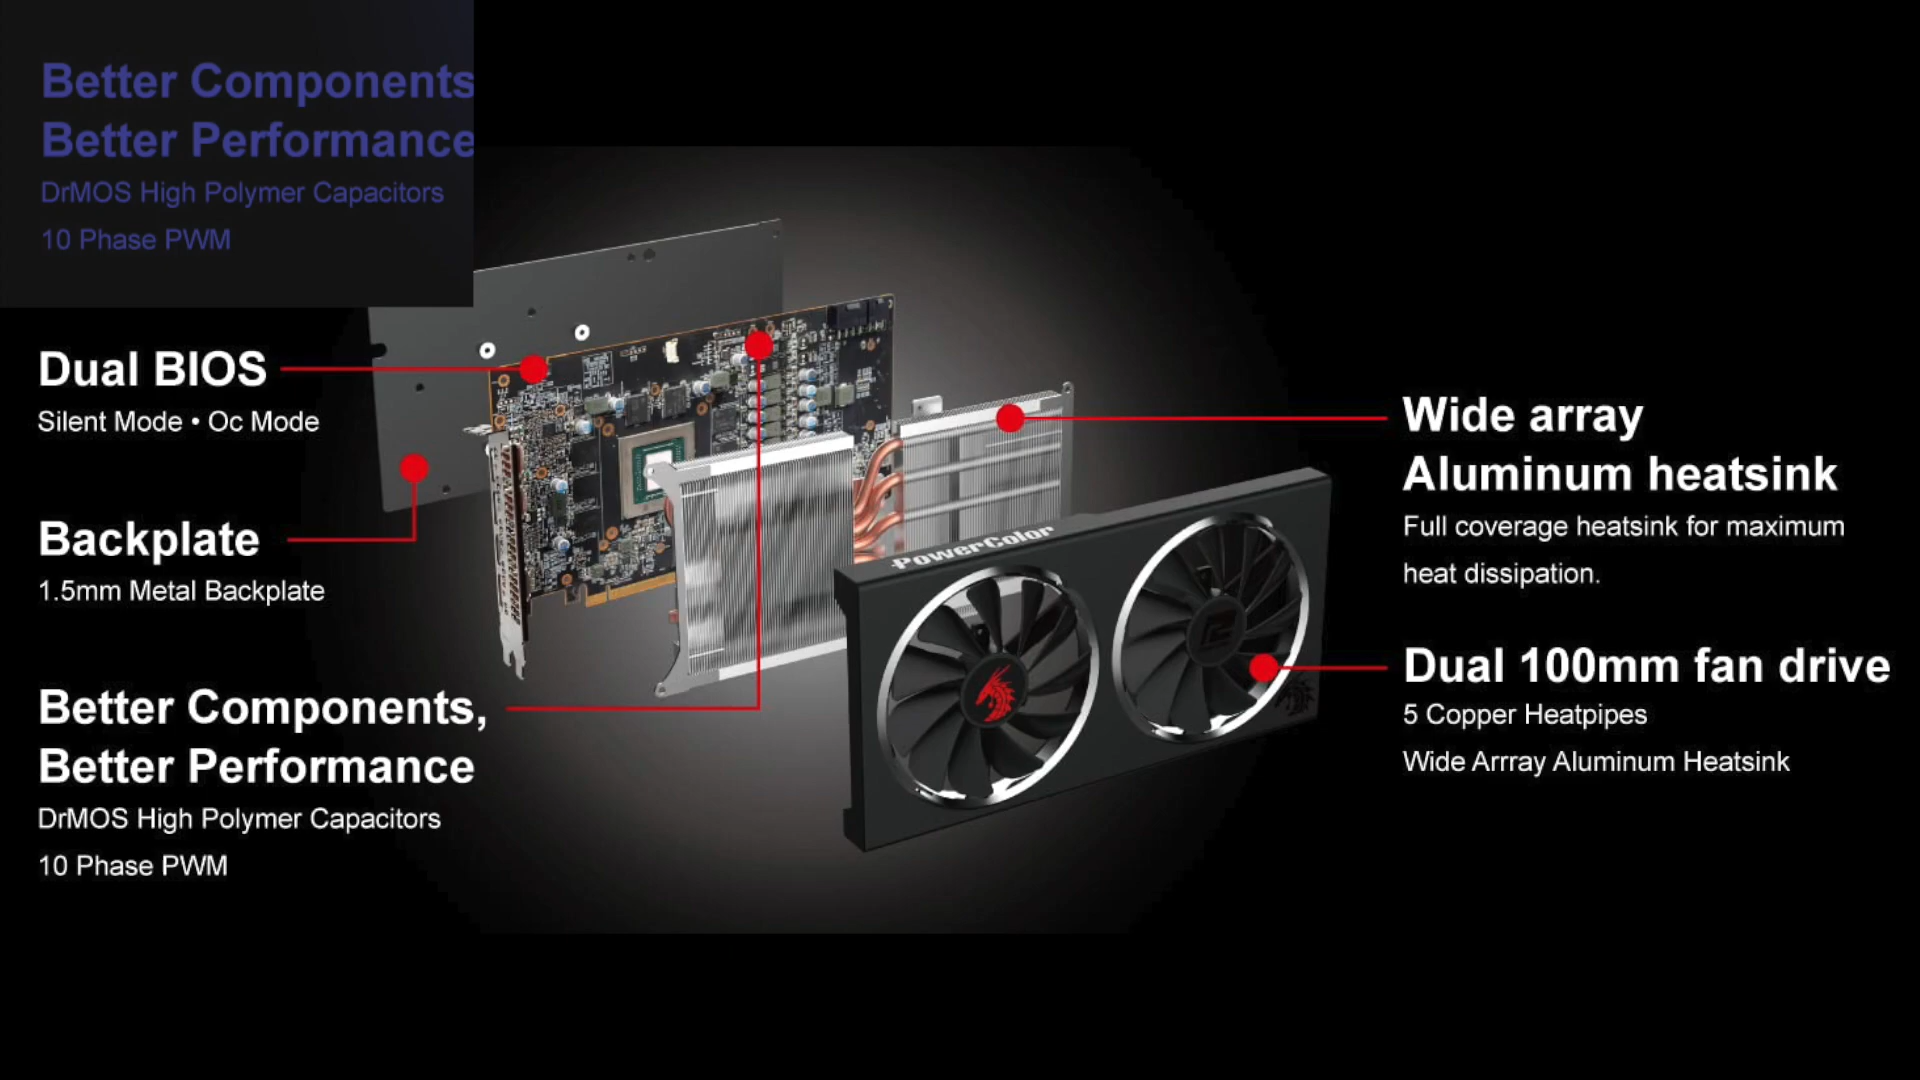 Better Components
Better Performance
DrMOS High Polymer Capacitors
10 Phase PWM
Dual BIOS
Silent Mode • Oc Mode
Backplate
1.5mm Metal Backplate
Better Components,
Better Performance
DrMOS High Polymer Capacitors
10 Phase PWM
PowerColor
Wide array
Aluminum heatsink
Full coverage heatsink for maximum
heat dissipation.
Dual 100mm fan drive
5 Copper Heatpipes
Wide Arrray Aluminum Heatsink